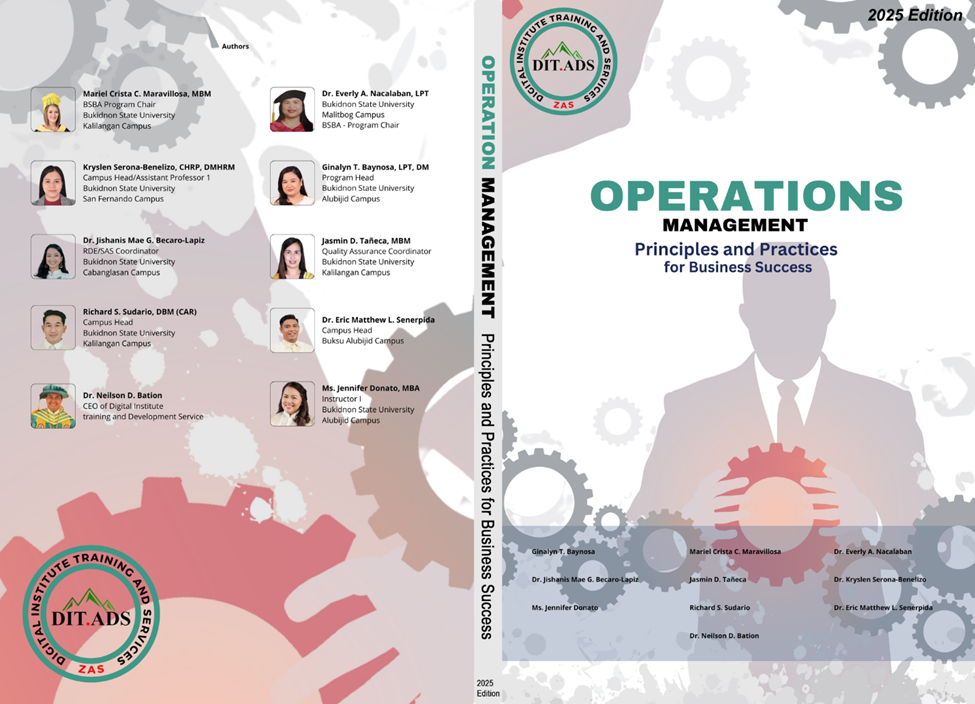 Authors
Mariel Crista C. Maravillosa, MBM
BSBA Program Chair
Bukidnon State University
Kalilangan Campus
Kryslen Serona-Benelizo, CHRP, DMHRM
Campus Head/Assistant Professor 1
Bukidnon State University
San Fernando Campus
Dr. Jishanis Mae G. Becaro-Lapiz
RDE/SAS Coordinator
Bukidnon State University
Cabanglasan Campus
Richard S. Sudario, DBM (CAR)
Campus Head
Bukidnon State University
Kalilangan Campus
Dr. Neilson D. Bation
CEO of Digital Institute
training and Development Service
Dr. Everly A. Nacalaban, LPT
Bukidnon State University
Malitbog Campus
BSBA - Program Chair
Ginalyn T. Baynosa, LPT, DM
Program Head
Bukidnon State University
Alubijid Campus
Jasmin D. Tañeca, MBM
Quality Assurance Coordinator
Bukidnon State University
Kalilangan Campus
Dr. Eric Matthew L. Senerpida
Campus Head
Buksu Alubijid Campus
Ms. Jennifer Donato, MBA
Instructor I
Bukidnon State University
Alubijid Campus
DIGITAL INSTITUTE TRAINING AND SERVICES
DIT.ADS
ZAS
OPERATION MANAGEMENT Principles and Practices for Business Success
2025
Edition
DIGITAL INSTITUTE TRAINING AND SERVICES
DIT.ADS
ZAS
2025 Edition
OPERATIONS
MANAGEMENT
Principles and Practices
for Business Success
Ginalyn T. Baynosa
Mariel Crista C. Maravillosa
Dr. Everly A. Nacalaban
Dr. Jishanis Mae G. Becaro-Lapiz
Jasmin D. Tañeca
Dr. Kryslen Serona-Benelizo
Ms. Jennifer Donato
Richard S. Sudario
Dr. Eric Matthew L. Senerpida
Dr. Neilson D. Bation